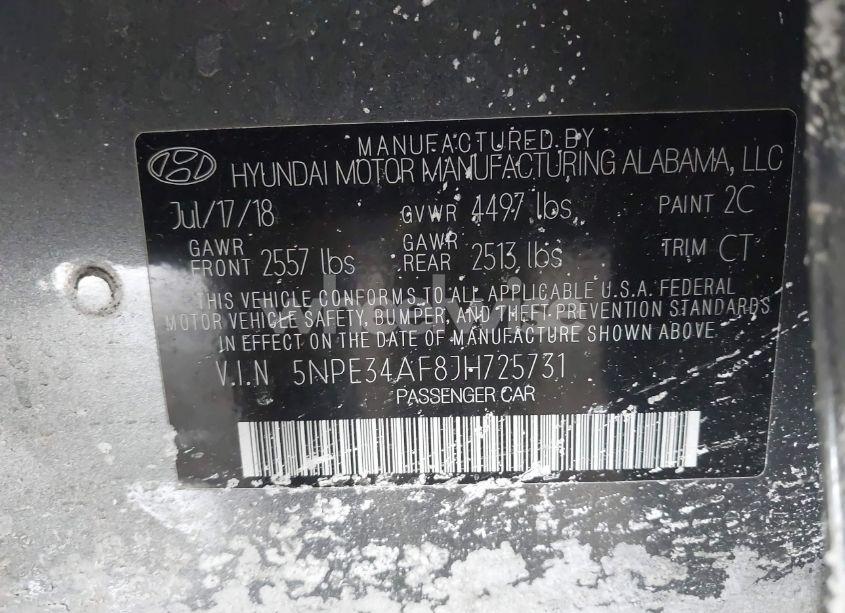 MANUFACTURED BY
HYUNDAI MOTOR MANUFACTURING ALABAMA, LLC
Jul/17/18 GVWR 4497 lbs PAINT 2C
GAWR FRONT 2557 lbs GAWR REAR 2513 lbs TRIM CT
THIS VEHICLE CONFORMS TO ALL APPLICABLE U.S.A. FEDERAL
MOTOR VEHICLE SAFETY, BUMPER, AND THEFT PREVENTION STANDARDS
IN EFFECT ON THE DATE OF MANUFACTURE SHOWN ABOVE.
V.I.N 5NPE34AF8JH725731
PASSENGER CAR